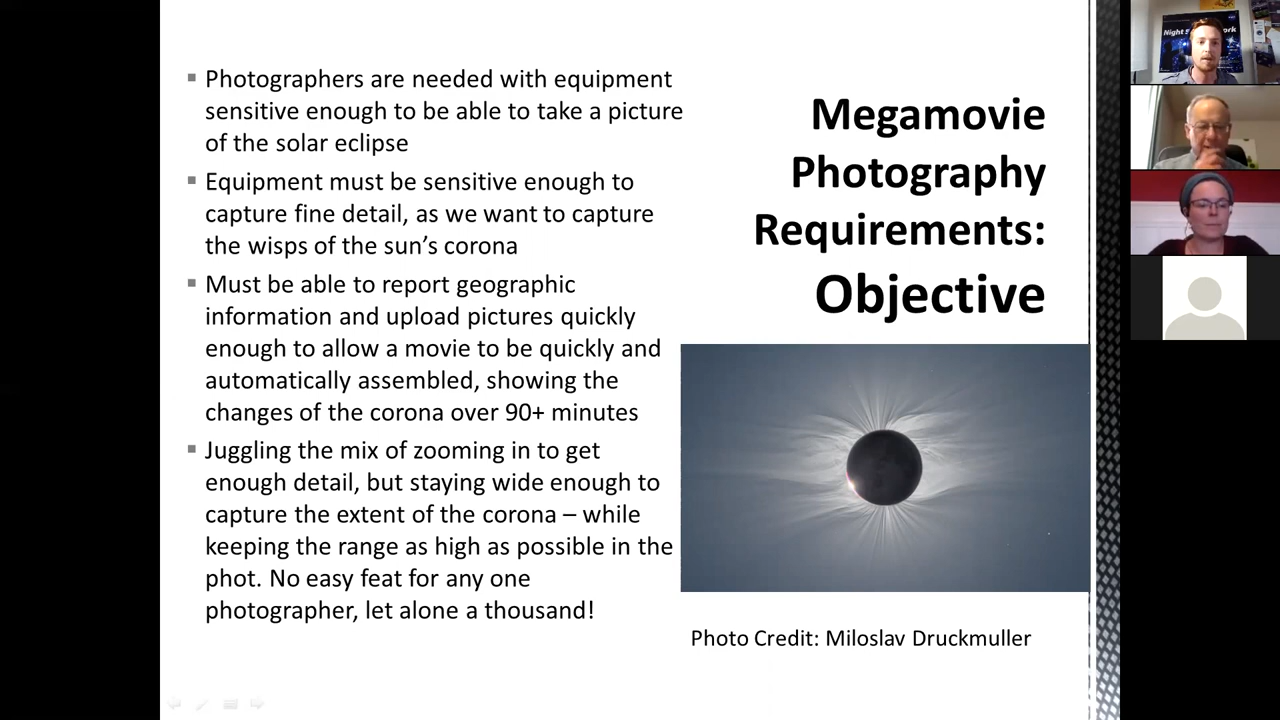 Photographers are needed with equipment
sensitive enough to be able to take a picture
of the solar eclipse
Equipment must be sensitive enough to
capture fine detail, as we want to capture
the wisps of the sun's corona
Must be able to report geographic
information and upload pictures quickly
enough to allow a movie to be quickly and
automatically assembled, showing the
changes of the corona over 90+ minutes
Juggling the mix of zooming in to get
enough detail, but staying wide enough to
capture the extent of the corona – while
keeping the range as high as possible in the
phot. No easy feat for any one
photographer, let alone a thousand!
Megamovie
Photography
Requirements:
Objective
Photo Credit: Miloslav Druckmuller
Night